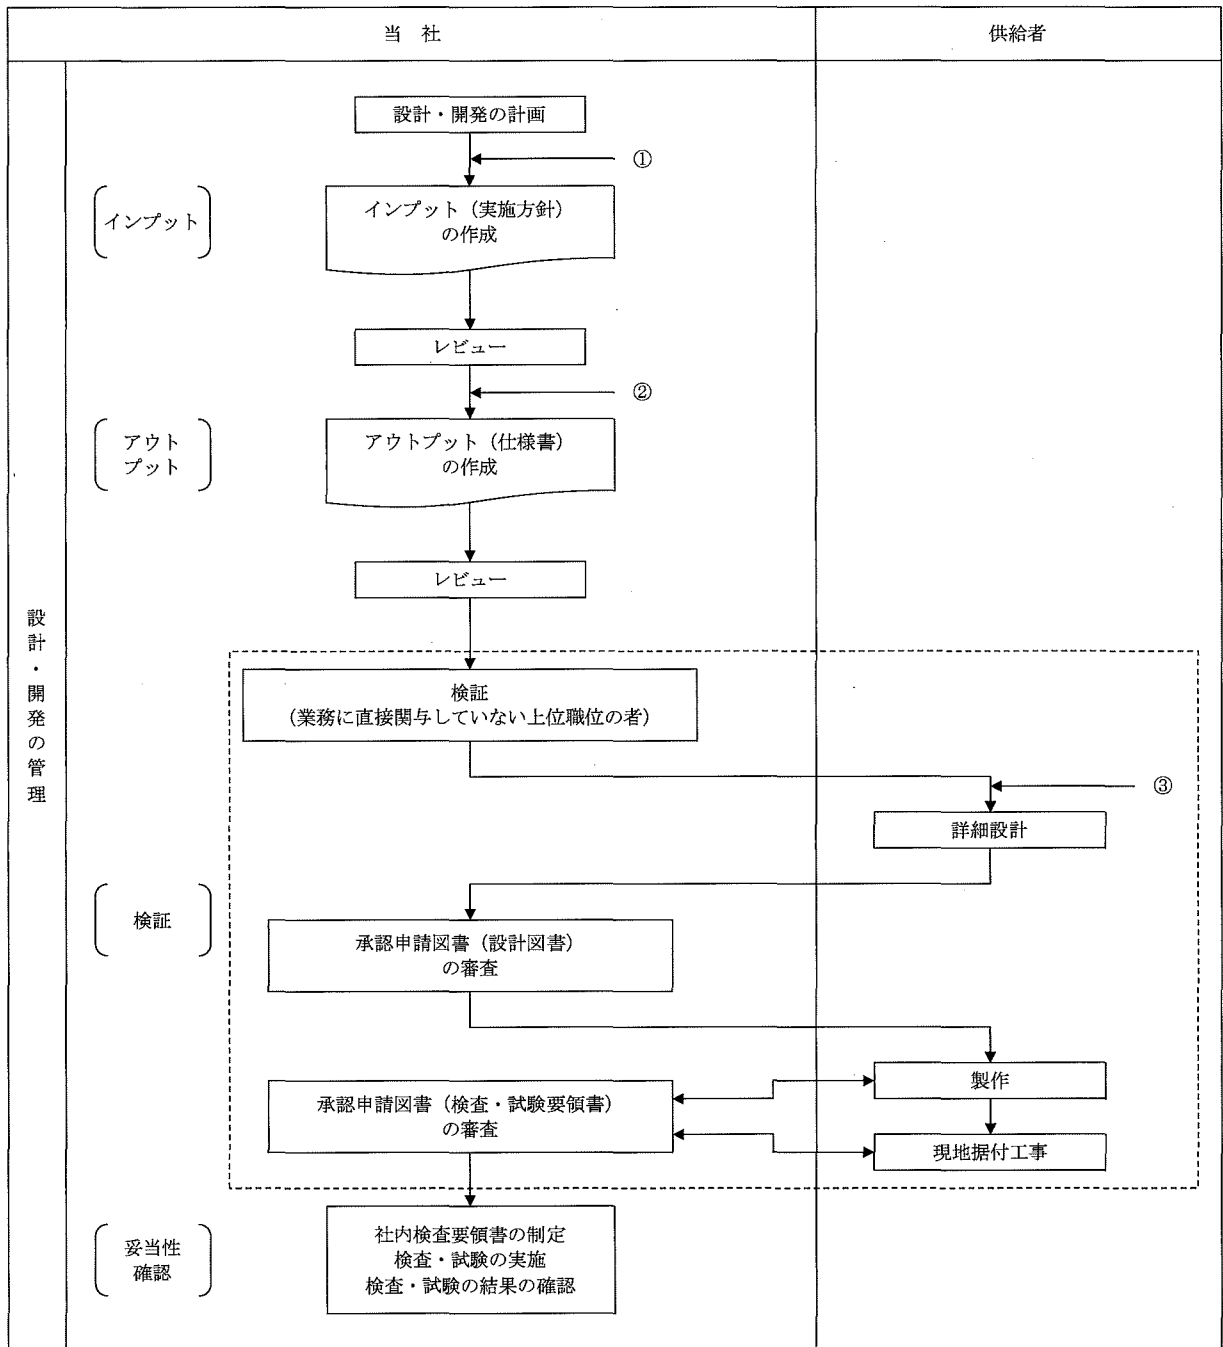 当 社
供給者
設計・開発の計画
①
インプット
インプット（実施方針）
の作成
レビュー
②
アウト
プット
アウトプット（仕様書）
の作成
レビュー
設計・開発の管理
検証
（業務に直接関与していない上位職位の者）
③
詳細設計
検証
承認申請図書（設計図書）
の審査
製作
承認申請図書（検査・試験要領書）
の審査
現地据付工事
妥当性
確認
社内検査要領書の制定
検査・試験の実施
検査・試験の結果の確認